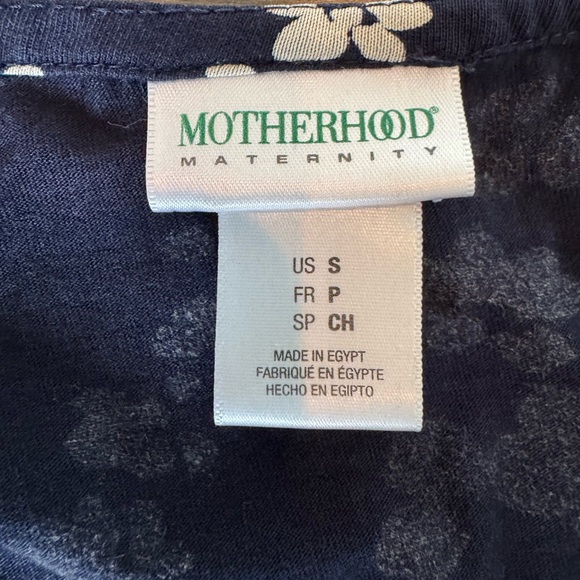 MOTHERHOOD®
MATERNITY
US S
FR P
SP CH
MADE IN EGYPT
FABRIQUÉ EN ÉGYPTE
HECHO EN EGIPTO